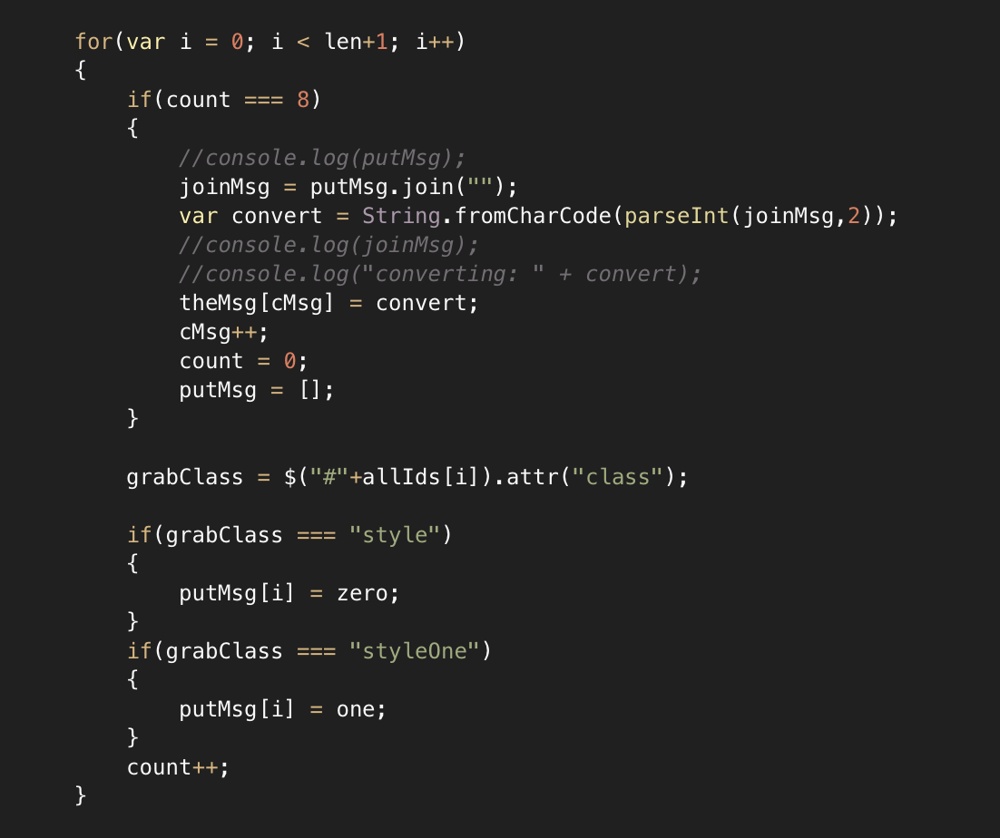 for(var i = 0; i < len+1; i++)
{
    if(count === 8)
    {
        //console.log(putMsg);
        joinMsg = putMsg.join("");
        var convert = String.fromCharCode(parseInt(joinMsg,2));
        //console.log(joinMsg);
        //console.log("converting: " + convert);
        theMsg[cMsg] = convert;
        cMsg++;
        count = 0;
        putMsg = [];
    }

    grabClass = $("#"+allIds[i]).attr("class");

    if(grabClass === "style")
    {
        putMsg[i] = zero;
    }
    if(grabClass === "styleOne")
    {
        putMsg[i] = one;
    }
    count++;
}